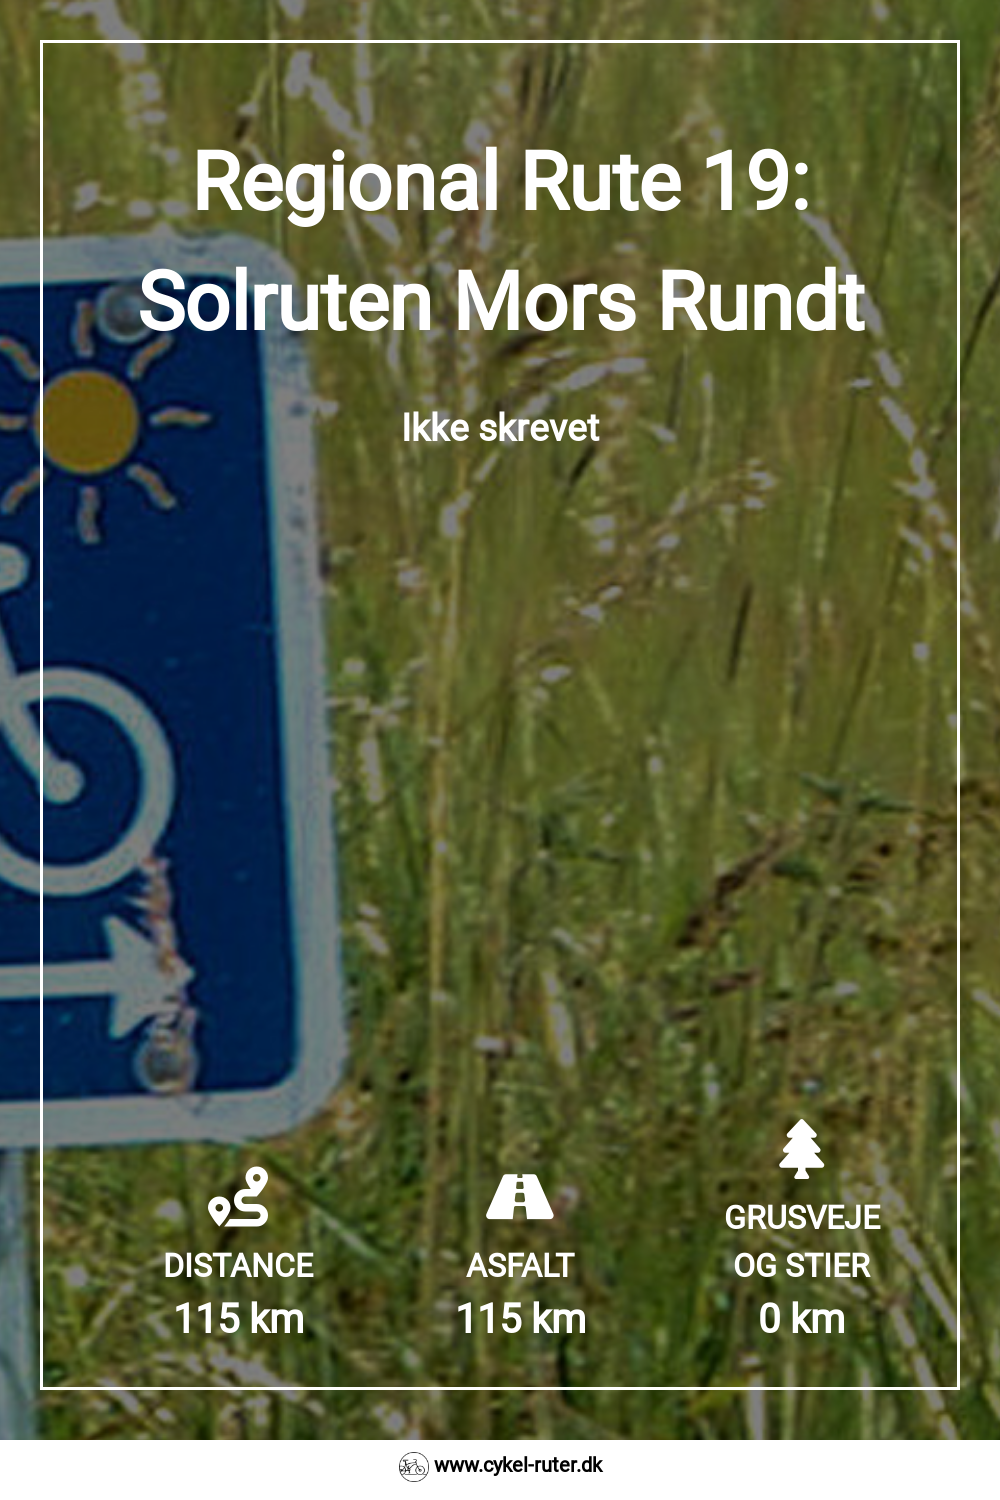 Regional Rute 19:
Solruten Mors Rundt
Ikke skrevet
DISTANCE
115 km
ASFALT
115 km
GRUSVEJE
OG STIER
0 km
www.cykel-ruter.dk